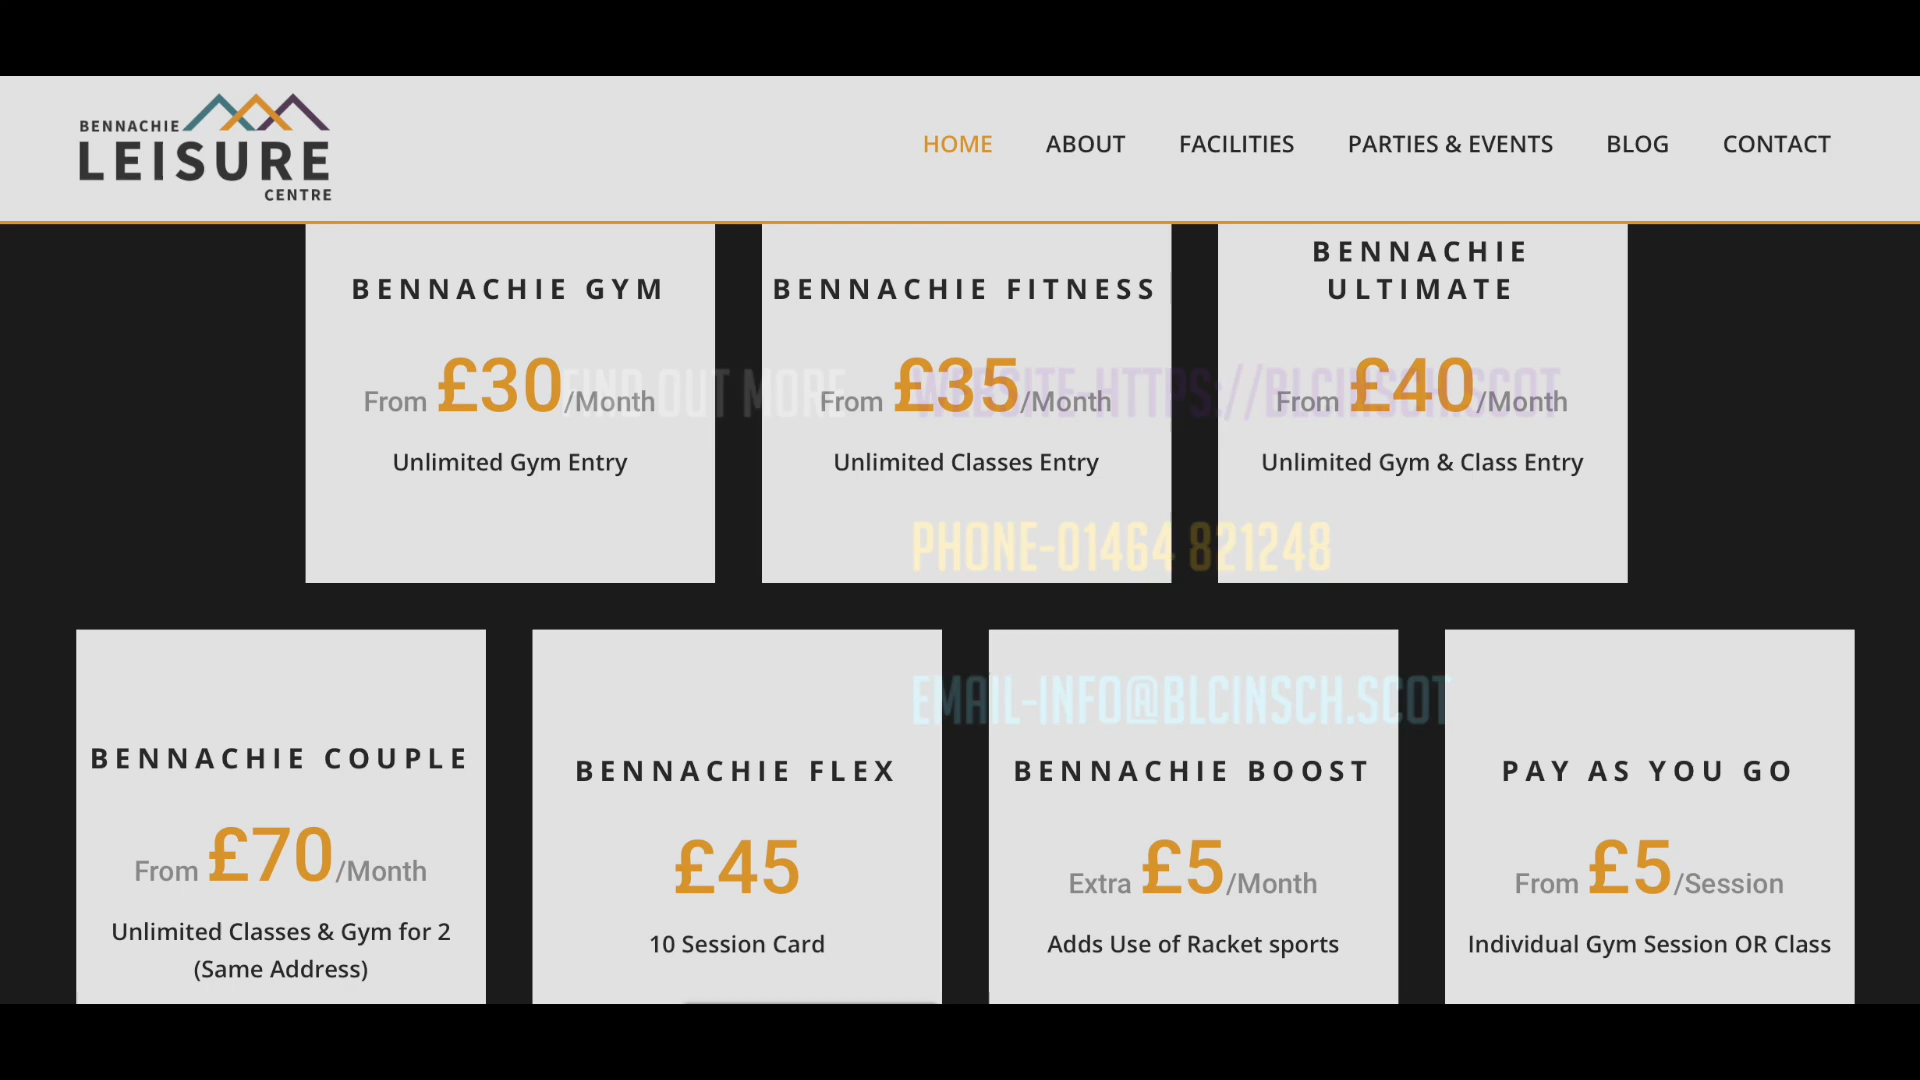 BENNACHIE
LEISURE
CENTRE
HOME ABOUT FACILITIES PARTIES & EVENTS BLOG CONTACT
BENNACHIE GYM
From £30/Month
Unlimited Gym Entry
BENNACHIE FITNESS
From £35/Month
Unlimited Classes Entry
BENNACHIE
ULTIMATE
From £40/Month
Unlimited Gym & Class Entry
FIND OUT MORE
WEBSITE-HTTPS://BLCINSCH.SCOT
PHONE-01464 821248
EMAIL-INFO@BLCINSCH.SCOT
BENNACHIE COUPLE
From £70/Month
Unlimited Classes & Gym for 2
(Same Address)
BENNACHIE FLEX
£45
10 Session Card
BENNACHIE BOOST
Extra £5/Month
Adds Use of Racket sports
PAY AS YOU GO
From £5/Session
Individual Gym Session OR Class